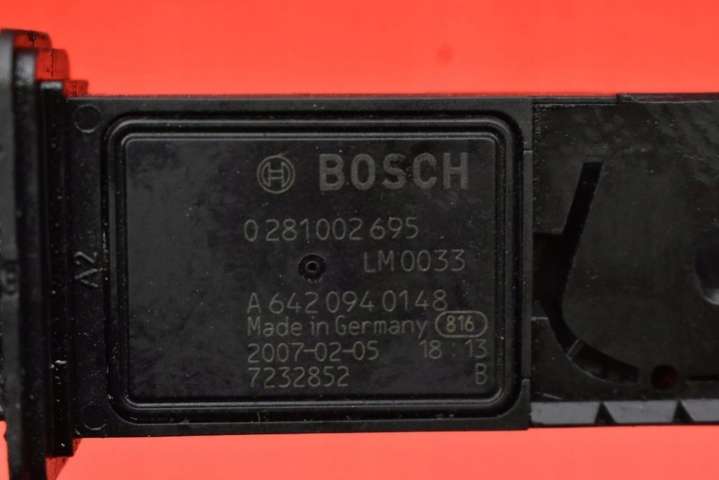 BOSCH
0 281 002 695
LM 0033
A 642 094 0148
Made in Germany 816
2007-02-05 18:13
7232852 B
A2